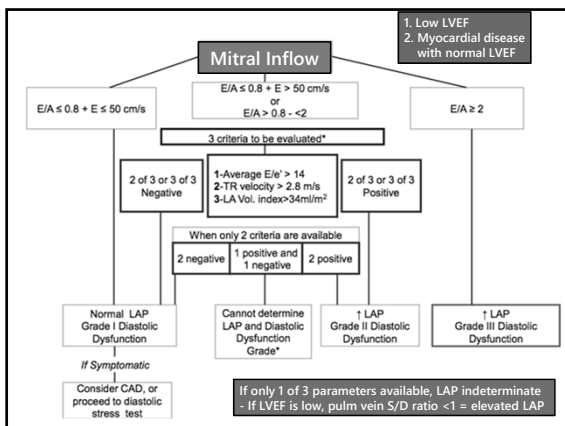 1. Low LVEF
2. Myocardial disease
with normal LVEF
Mitral Inflow
E/A ≤ 0.8 + E ≤ 50 cm/s
E/A ≤ 0.8 + E > 50 cm/s
or
E/A > 0.8 - <2
E/A ≥ 2
3 criteria to be evaluated*
2 of 3 or 3 of 3
Negative
1-Average E/e' > 14
2-TR velocity > 2.8 m/s
3-LA Vol. index>34ml/m²
2 of 3 or 3 of 3
Positive
When only 2 criteria are available
2 negative
1 positive and
1 negative
2 positive
Normal LAP
Grade I Diastolic
Dysfunction
Cannot determine
LAP and Diastolic
Dysfunction
Grade*
↑ LAP
Grade II Diastolic
Dysfunction
↑ LAP
Grade III Diastolic
Dysfunction
If Symptomatic
Consider CAD, or
proceed to diastolic
stress test
If only 1 of 3 parameters available, LAP indeterminate
- If LVEF is low, pulm vein S/D ratio <1 = elevated LAP